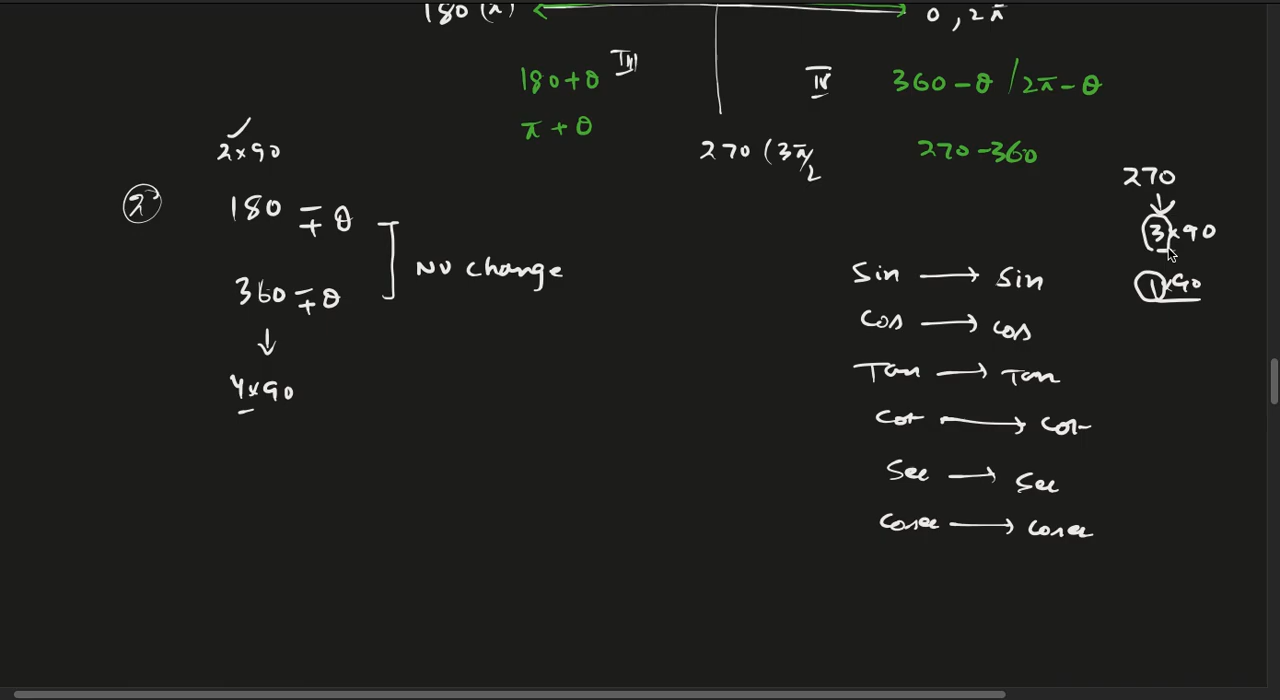 180 (π)
0 , 2π
180+θ III
IV 360-θ / 2π-θ
π+θ
2×90
270 (3π/2
270-360
270
② 180 ∓ θ
3×90
No change
Sin → Sin
1×90
360 ∓ θ
Cos → Cos
Tan → Tan
4×90
Cot → Cot
Sec → Sec
Cosec → Cosec